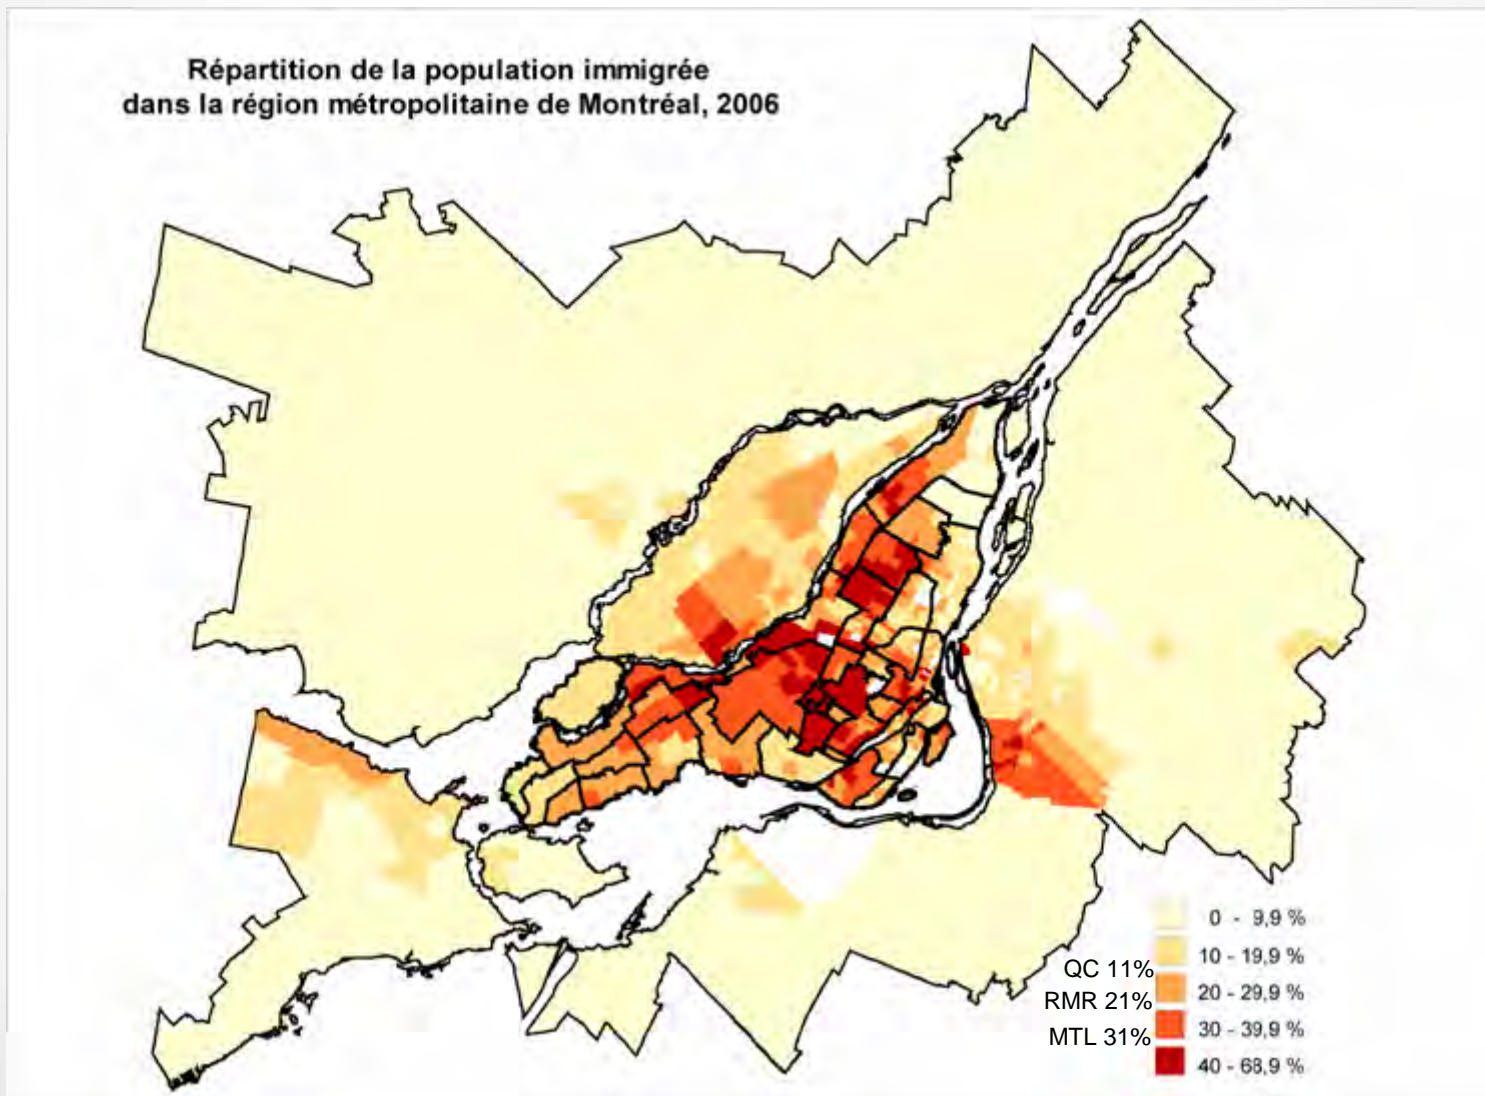 Répartition de la population immigrée
dans la région métropolitaine de Montréal, 2006
0 - 9,9 %
10 - 19,9 %
QC 11%
20 - 29,9 %
RMR 21%
30 - 39,9 %
MTL 31%
40 - 68,9 %